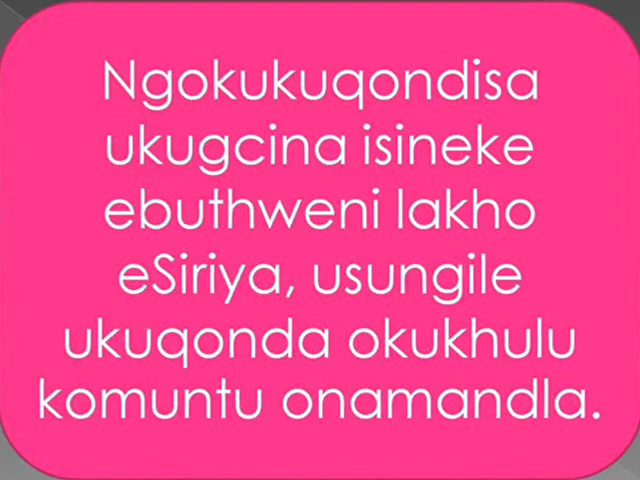 Ngokukuqondisa
ukugcina isineke
ebuthweni lakho
eSiriya, usungile
ukuqonda okukhulu
komuntu onamandla.